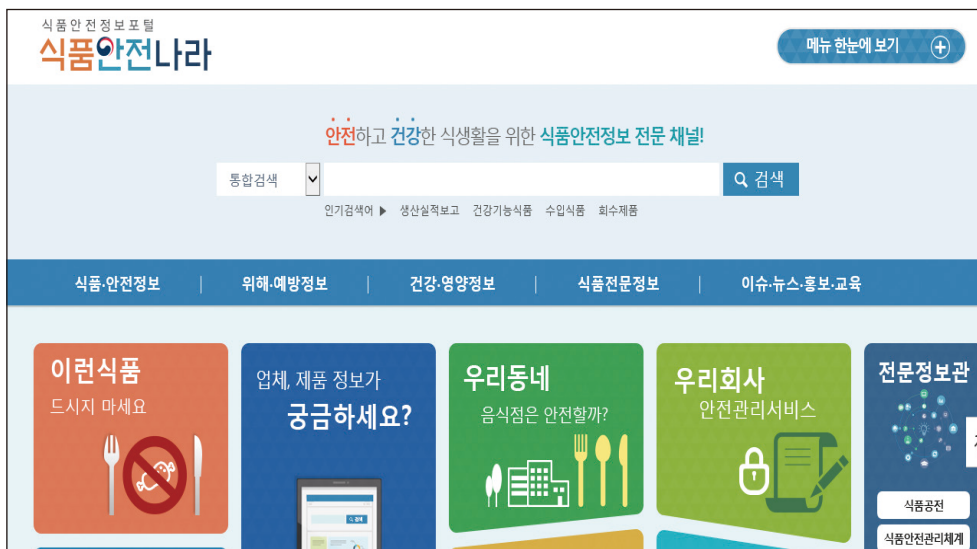 식품안전정보포털
식품안전나라
메뉴 한눈에 보기
안전하고 건강한 식생활을 위한 식품안전정보 전문 채널!
통합검색
검색
인기검색어 ▶ 생산실적보고 건강기능식품 수입식품 회수제품
식품·안전정보 | 위해·예방정보 | 건강·영양정보 | 식품전문정보 | 이슈·뉴스·홍보·교육
이런식품
드시지 마세요
업체, 제품 정보가
궁금하세요?
검색
우리동네
음식점은 안전할까?
우리회사
안전관리서비스
전문정보관
식품공전
식품안전관리체계